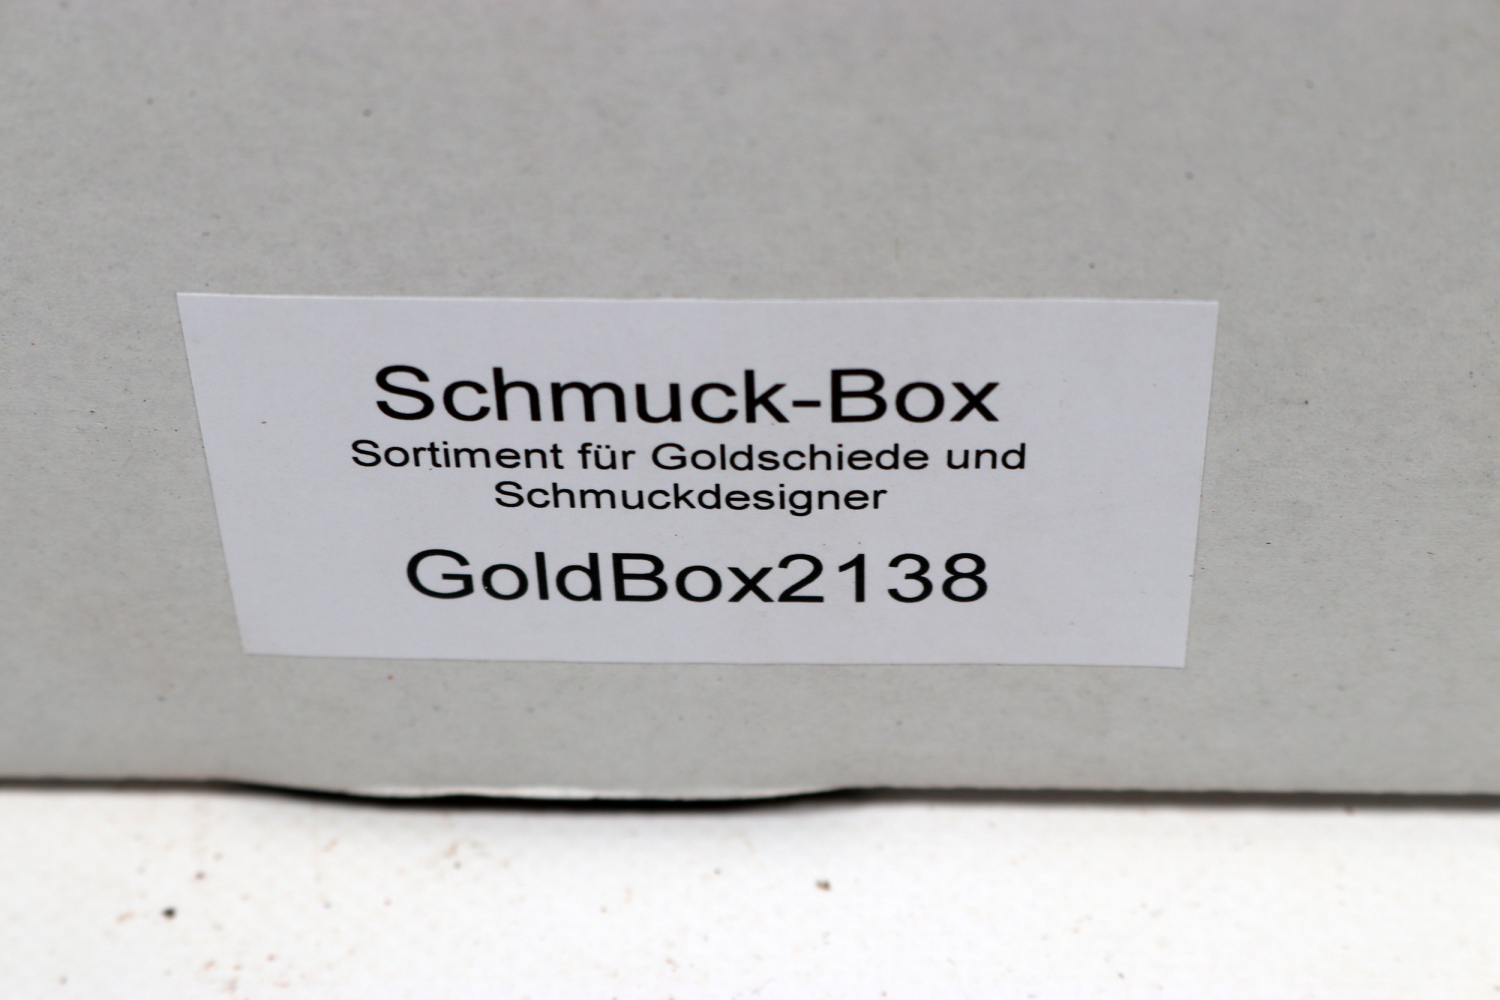 Schmuck-Box
Sortiment für Goldschiede und
Schmuckdesigner
GoldBox2138